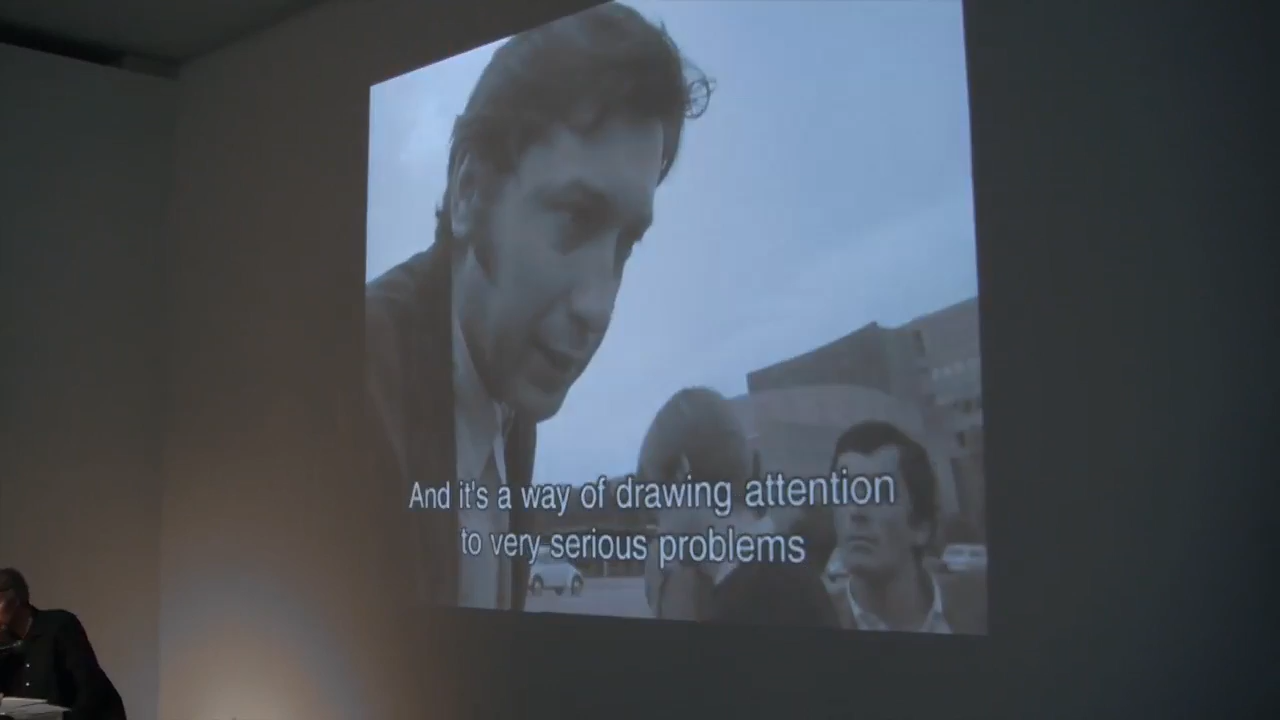 And it's a way of drawing attention
to very serious problems